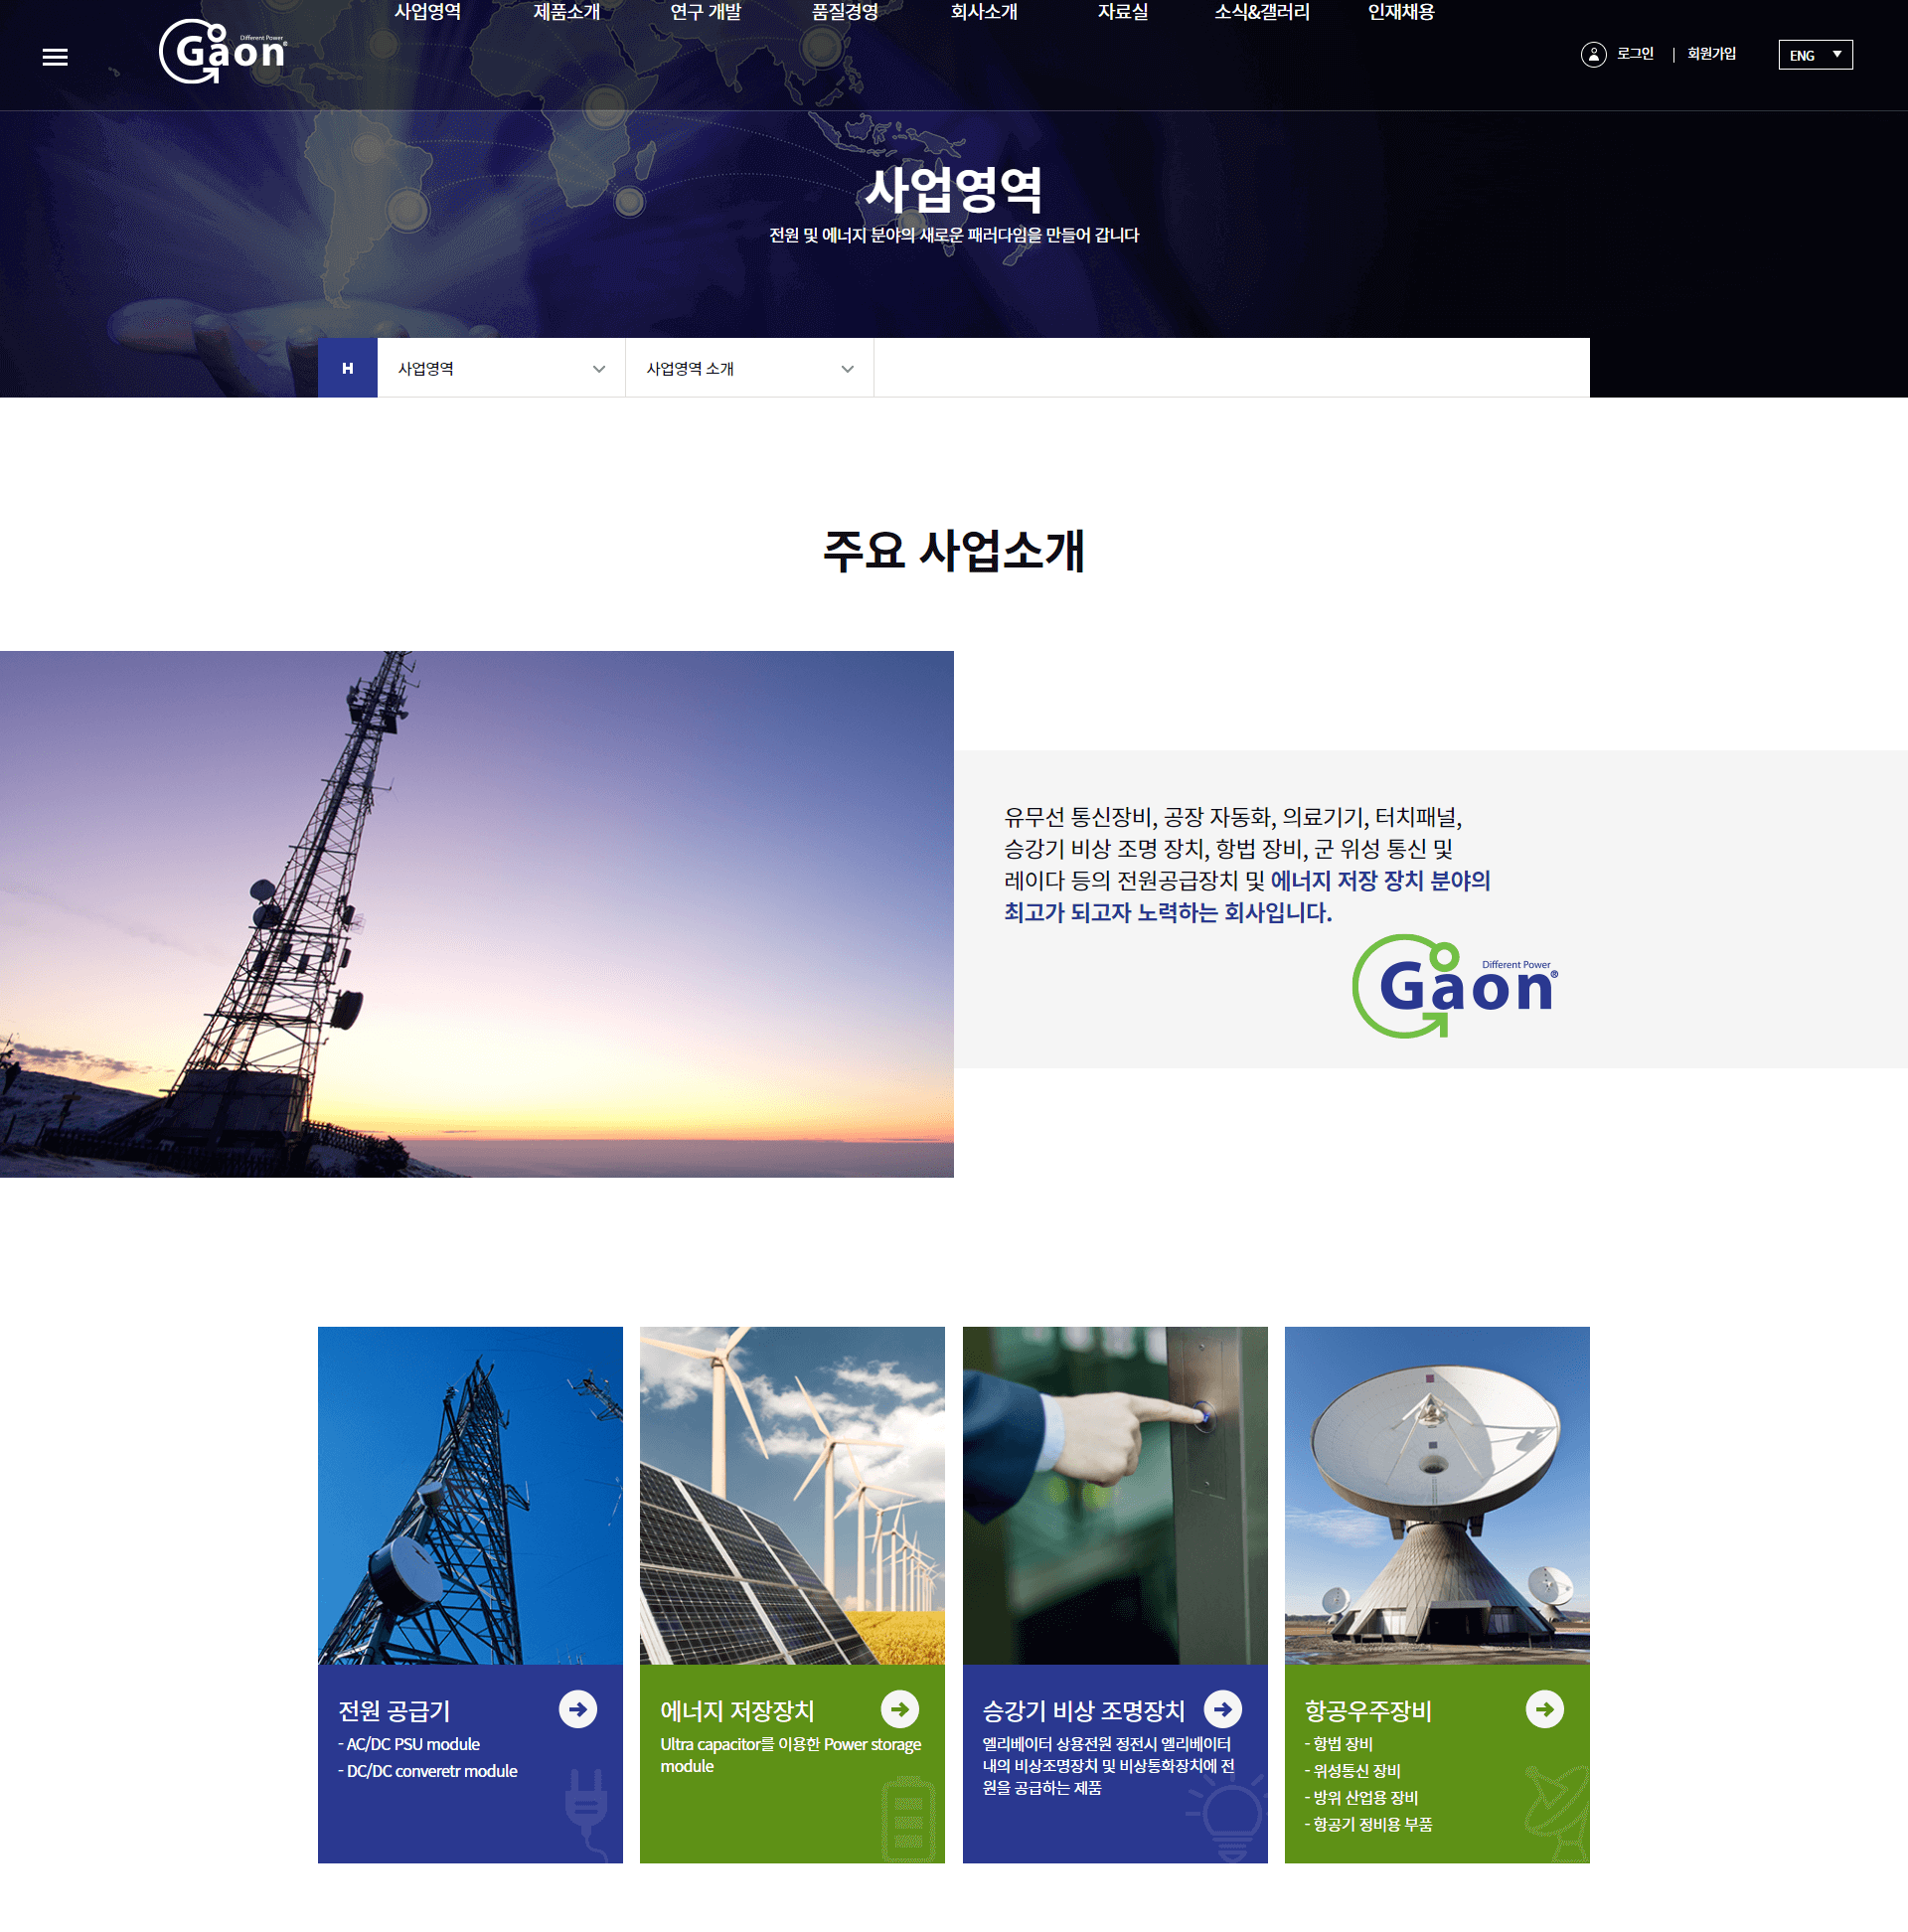 사업영역 제품소개 연구 개발 품질경영 회사소개 자료실 소식&갤러리 인재채용
Different Power
Gaon®
로그인 | 회원가입
ENG
사업영역
전원 및 에너지 분야의 새로운 패러다임을 만들어 갑니다
H 사업영역 사업영역 소개
주요 사업소개
유무선 통신장비, 공장 자동화, 의료기기, 터치패널,
승강기 비상 조명 장치, 항법 장비, 군 위성 통신 및
레이다 등의 전원공급장치 및 에너지 저장 장치 분야의
최고가 되고자 노력하는 회사입니다.
Different Power
Gaon®
전원 공급기
- AC/DC PSU module
- DC/DC converetr module
에너지 저장장치
Ultra capacitor를 이용한 Power storage
module
승강기 비상 조명장치
엘리베이터 상용전원 정전시 엘리베이터
내의 비상조명장치 및 비상통화장치에 전
원을 공급하는 제품
항공우주장비
- 항법 장비
- 위성통신 장비
- 방위 산업용 장비
- 항공기 정비용 부품